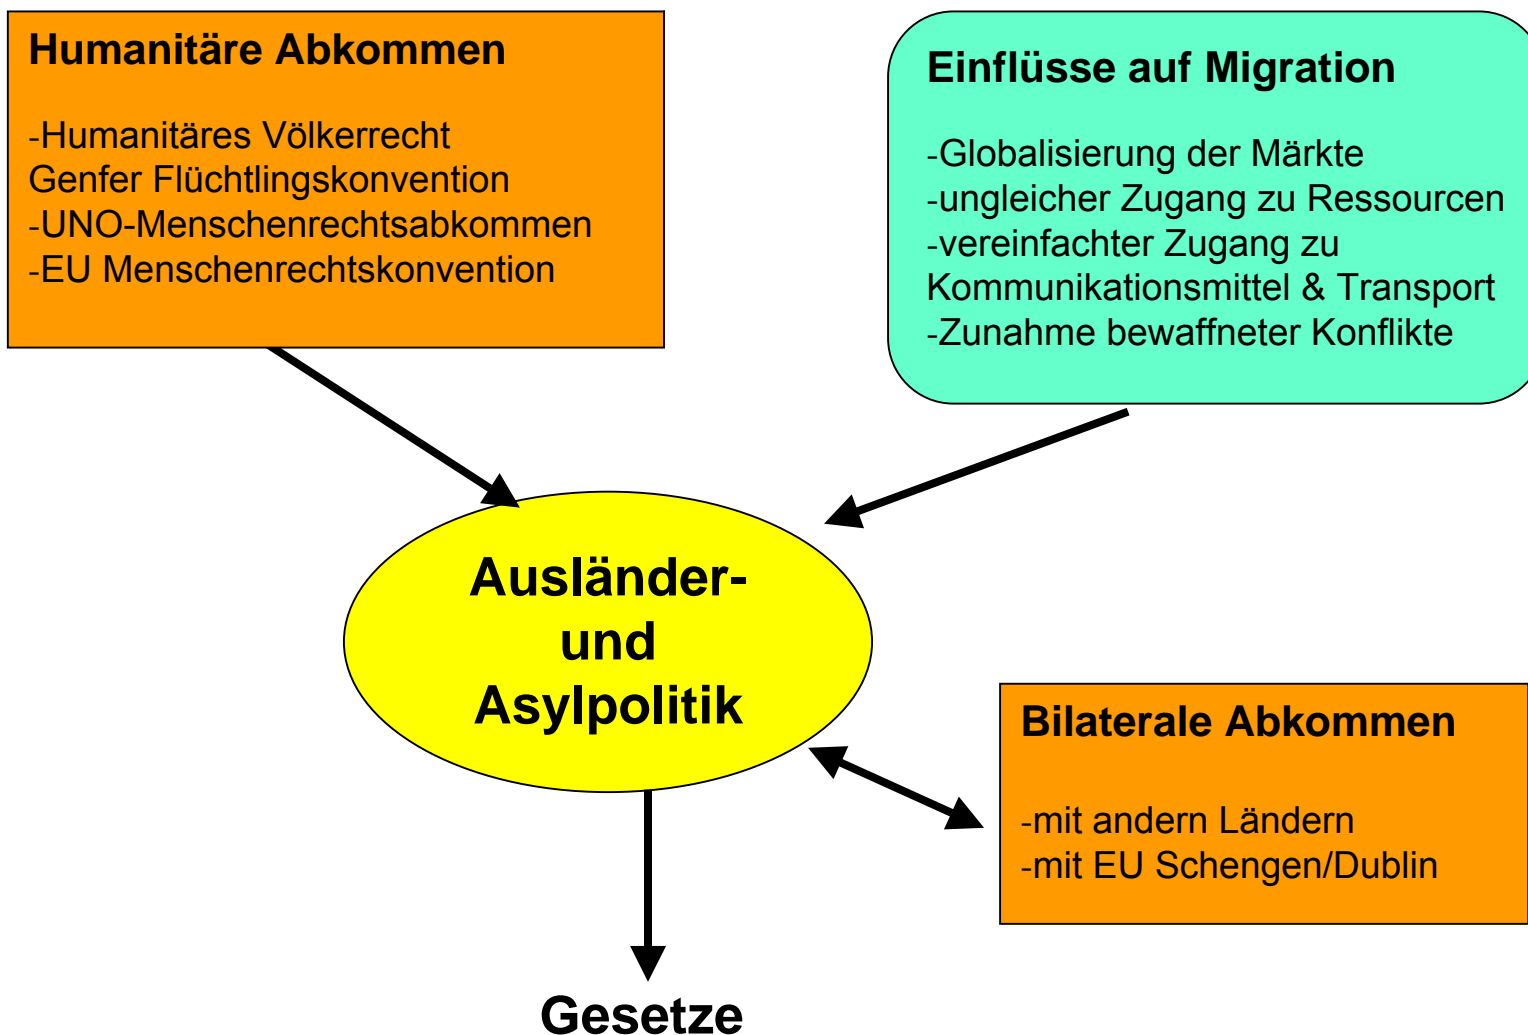 Humanitäre Abkommen
-Humanitäres Völkerrecht
Genfer Flüchtlingskonvention
-UNO-Menschenrechtsabkommen
-EU Menschenrechtskonvention
Einflüsse auf Migration
-Globalisierung der Märkte
-ungleicher Zugang zu Ressourcen
-vereinfachter Zugang zu
Kommunikationsmittel & Transport
-Zunahme bewaffneter Konflikte
Ausländer-
und
Asylpolitik
Bilaterale Abkommen
-mit andern Ländern
-mit EU Schengen/Dublin
Gesetze